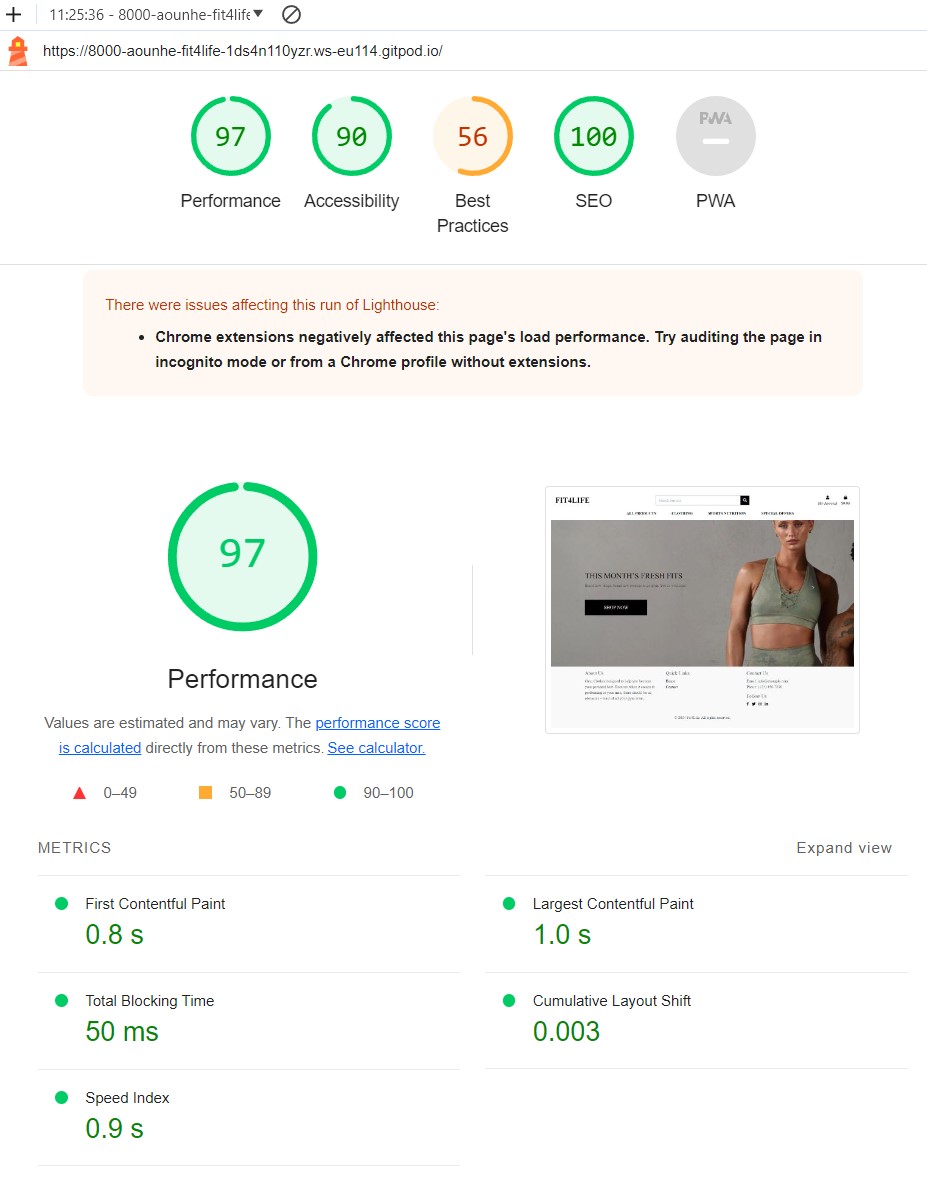 11:25:36 - 8000-aounhe-fit4life
https://8000-aounhe-fit4life-1ds4n110yzr.ws-eu114.gitpod.io/
97
90
56
100
PWA
Performance
Accessibility
Best
Practices
SEO
PWA
There were issues affecting this run of Lighthouse:
Chrome extensions negatively affected this page's load performance. Try auditing the page in
incognito mode or from a Chrome profile without extensions.
97
Performance
Values are estimated and may vary. The performance score
is calculated directly from these metrics. See calculator.
0–49
50–89
90–100
FIT4LIFE
ALL PRODUCTS CLOTHING SPORTS NUTRITION SPECIAL OFFERS
THIS MONTH'S FRESH FITS
SHOP NOW
About Us
Quick Links
Contact Us
Follow Us
METRICS
Expand view
First Contentful Paint
0.8 s
Largest Contentful Paint
1.0 s
Total Blocking Time
50 ms
Cumulative Layout Shift
0.003
Speed Index
0.9 s